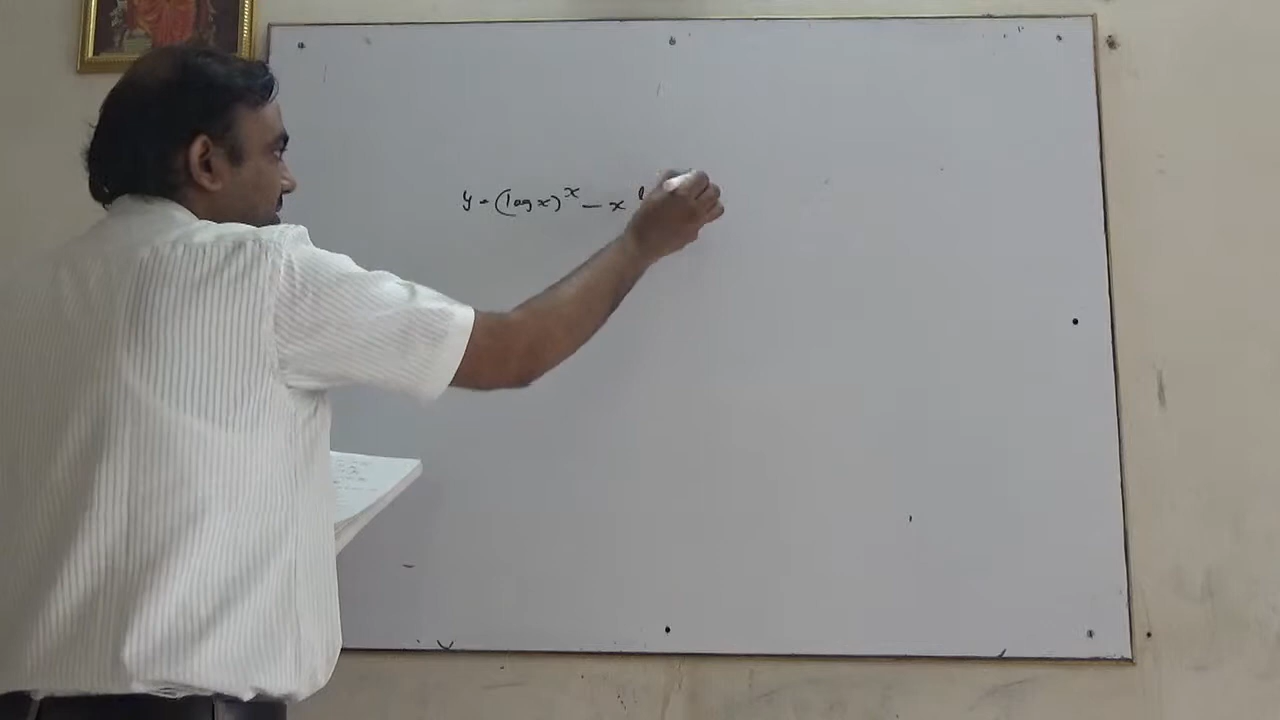 y = (log x)^x - x^l